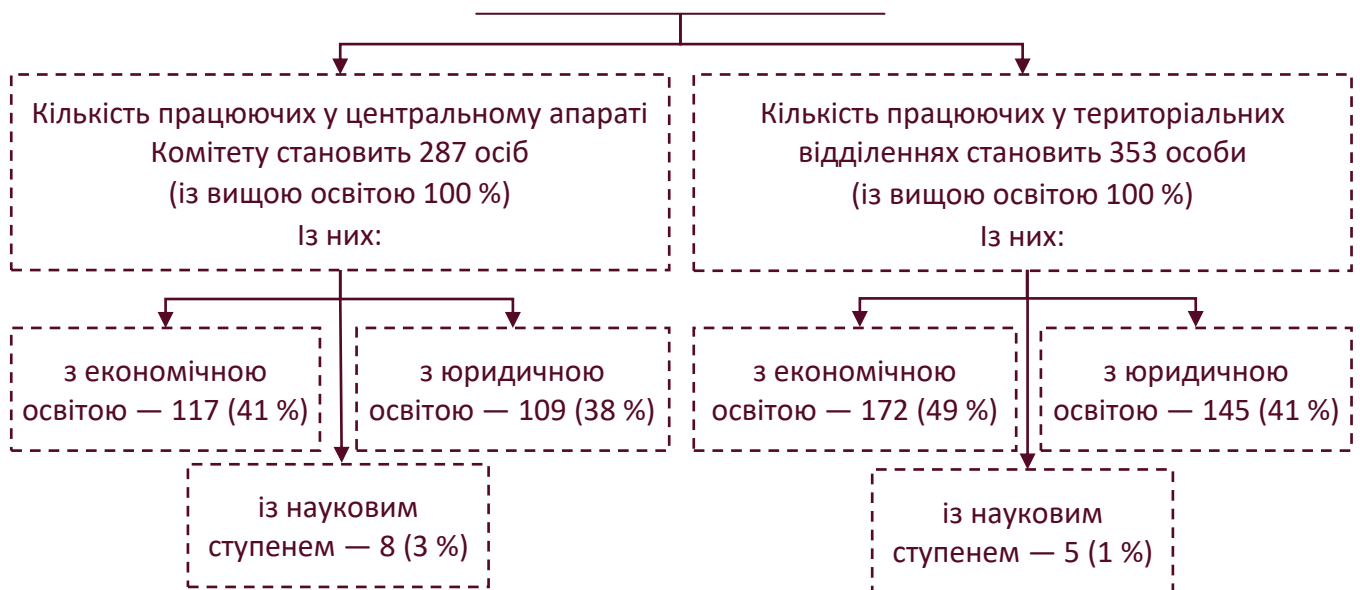 Кількість працюючих у центральному апараті
Комітету становить 287 осіб
(із вищою освітою 100 %)
Із них:
Кількість працюючих у територіальних
відділеннях становить 353 особи
(із вищою освітою 100 %)
Із них:
з економічною
освітою — 117 (41 %)
з юридичною
освітою — 109 (38 %)
з економічною
освітою — 172 (49 %)
з юридичною
освітою — 145 (41 %)
із науковим
ступенем — 8 (3 %)
із науковим
ступенем — 5 (1 %)